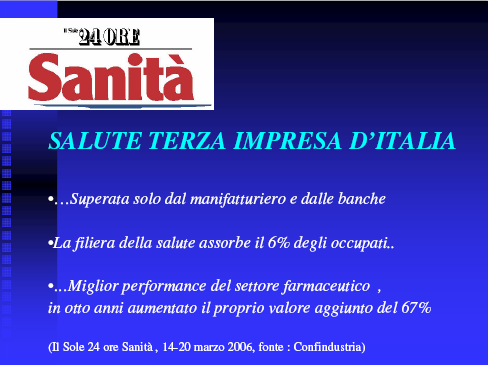 Il Sole 24 ORE
Sanità
SALUTE TERZA IMPRESA D'ITALIA
•…Superata solo dal manifatturiero e dalle banche
•La filiera della salute assorbe il 6% degli occupati..
•…Miglior performance del settore farmaceutico ,
in otto anni aumentato il proprio valore aggiunto del 67%
(Il Sole 24 ore Sanità , 14-20 marzo 2006, fonte : Confindustria)